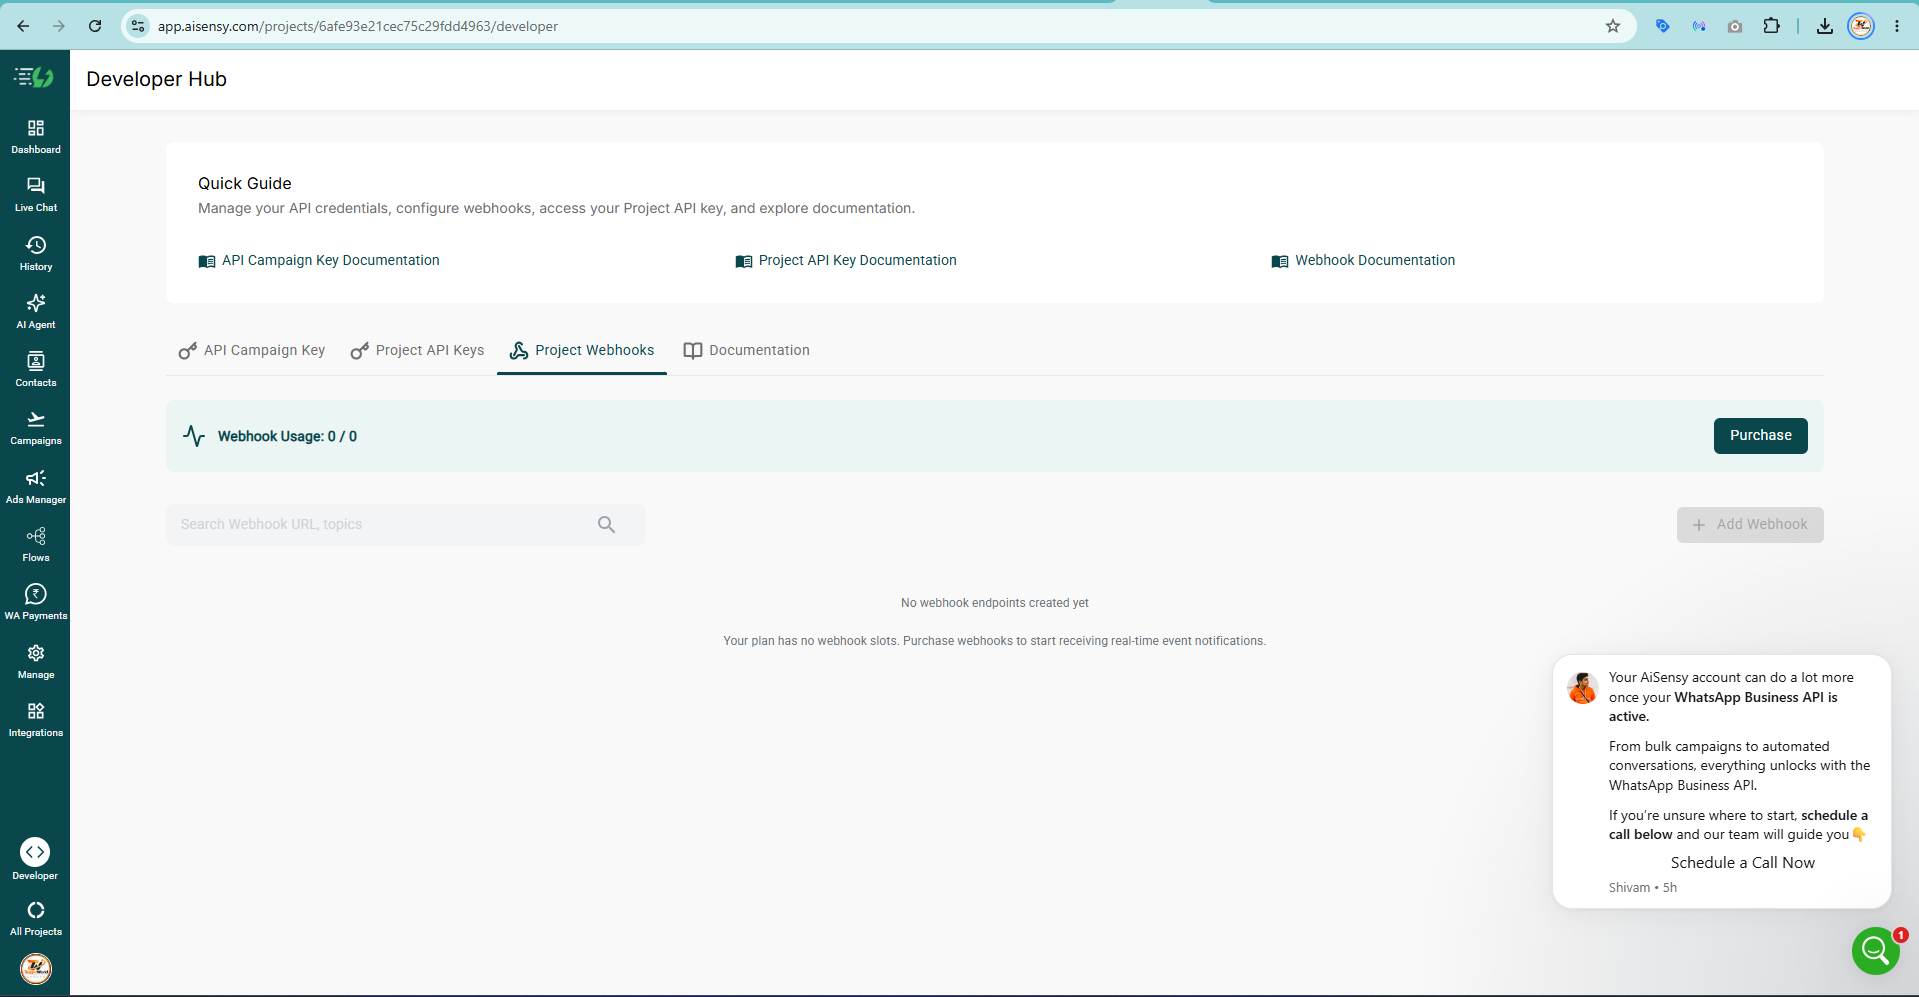 app.aisensy.com/projects/6afe93e21cec75c29fdd4963/developer
Developer Hub
Dashboard
Live Chat
History
AI Agent
Contacts
Campaigns
Ads Manager
Flows
WA Payments
Manage
Integrations
Developer
All Projects
Quick Guide
Manage your API credentials, configure webhooks, access your Project API key, and explore documentation.
API Campaign Key Documentation
Project API Key Documentation
Webhook Documentation
API Campaign Key
Project API Keys
Project Webhooks
Documentation
Webhook Usage: 0 / 0
Purchase
Search Webhook URL, topics
+ Add Webhook
No webhook endpoints created yet
Your plan has no webhook slots. Purchase webhooks to start receiving real-time event notifications.
Your AiSensy account can do a lot more
once your WhatsApp Business API is
active.
From bulk campaigns to automated
conversations, everything unlocks with the
WhatsApp Business API.
If you're unsure where to start, schedule a
call below and our team will guide you👇
Schedule a Call Now
Shivam • 5h
1